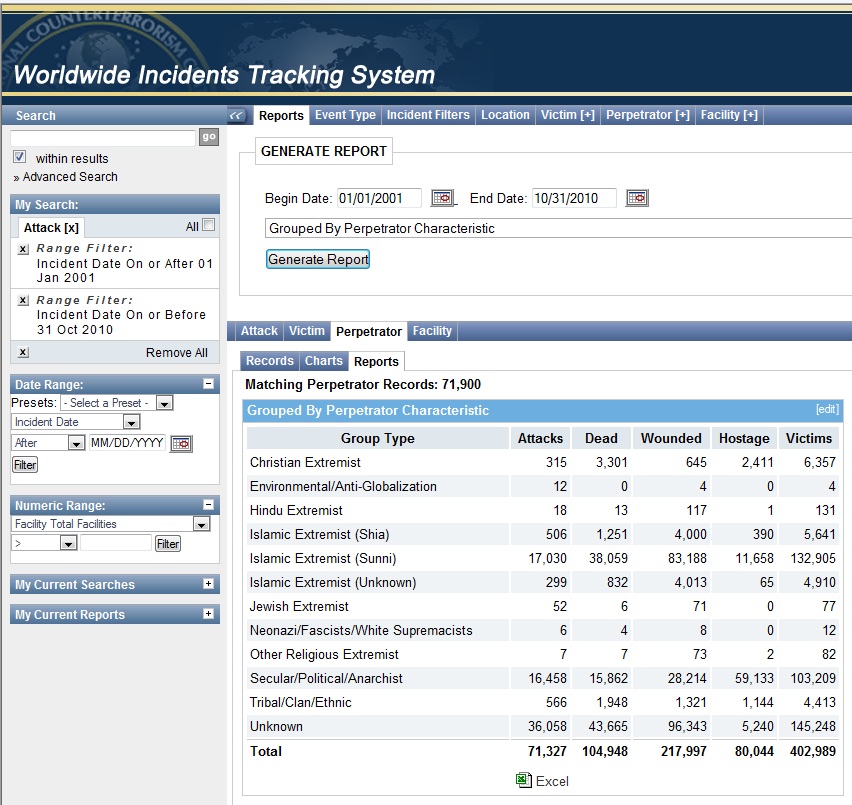 ONAL COUNTERTERRORISM C
Worldwide Incidents Tracking System
Search
go
within results
» Advanced Search
My Search:
Attack [x] All
x Range Filter:
Incident Date On or After 01
Jan 2001
x Range Filter:
Incident Date On or Before
31 Oct 2010
x Remove All
Date Range:
Presets: - Select a Preset -
Incident Date
After MM/DD/YYYY
Filter
Numeric Range:
Facility Total Facilities
> Filter
My Current Searches +
My Current Reports +
Reports Event Type Incident Filters Location Victim [+] Perpetrator [+] Facility [+]
GENERATE REPORT
Begin Date: 01/01/2001 End Date: 10/31/2010
Grouped By Perpetrator Characteristic
Generate Report
Attack Victim Perpetrator Facility
Records Charts Reports
Matching Perpetrator Records: 71,900
Grouped By Perpetrator Characteristic [edit]
Group Type Attacks Dead Wounded Hostage Victims
Christian Extremist 315 3,301 645 2,411 6,357
Environmental/Anti-Globalization 12 0 4 0 4
Hindu Extremist 18 13 117 1 131
Islamic Extremist (Shia) 506 1,251 4,000 390 5,641
Islamic Extremist (Sunni) 17,030 38,059 83,188 11,658 132,905
Islamic Extremist (Unknown) 299 832 4,013 65 4,910
Jewish Extremist 52 6 71 0 77
Neonazi/Fascists/White Supremacists 6 4 8 0 12
Other Religious Extremist 7 7 73 2 82
Secular/Political/Anarchist 16,458 15,862 28,214 59,133 103,209
Tribal/Clan/Ethnic 566 1,948 1,321 1,144 4,413
Unknown 36,058 43,665 96,343 5,240 145,248
Total 71,327 104,948 217,997 80,044 402,989
Excel